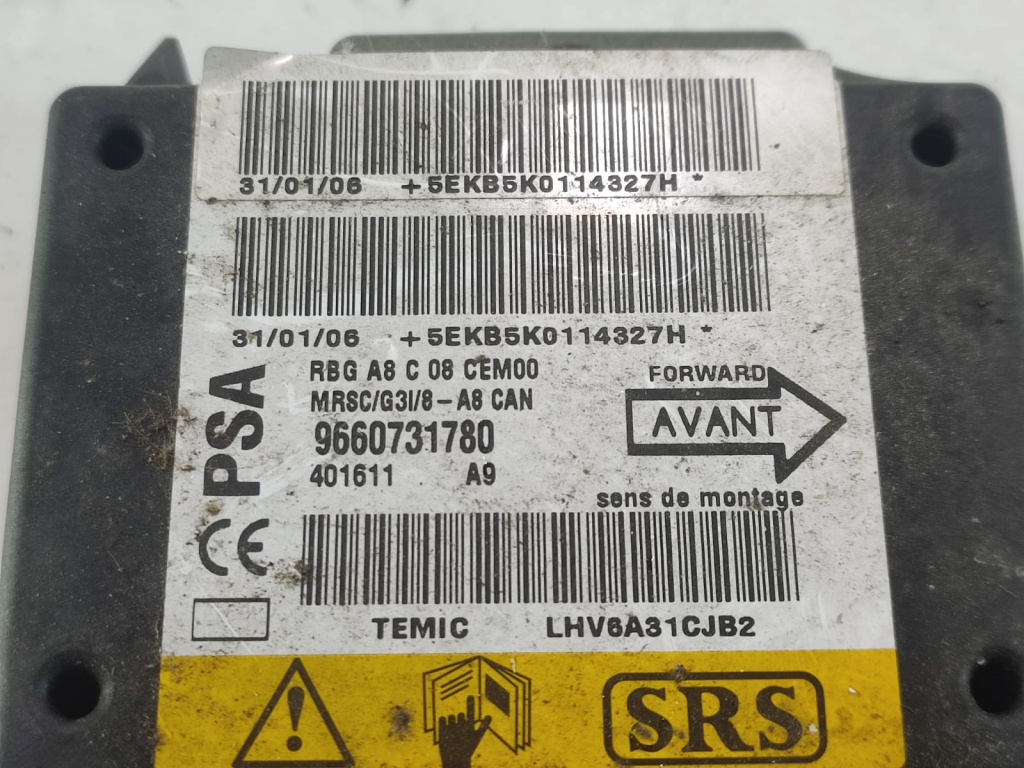 31/01/06 +5EKB5K0114327H *
31/01/06 +5EKB5K0114327H *
PSA
RBG A8 C 08 CEM00
MRSC/G3I/8-A8 CAN
9660731780
401611 A9
FORWARD
AVANT
sens de montage
CE
TEMIC LHV6A31CJB2
SRS